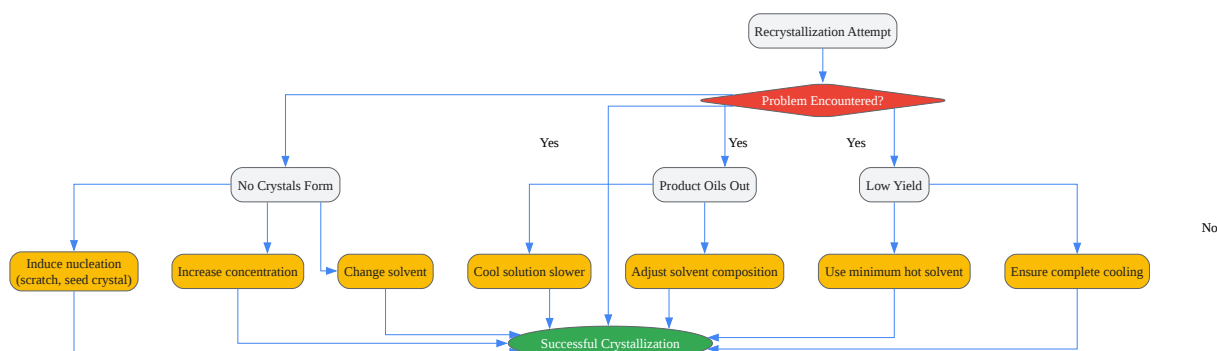 Recrystallization Attempt
Problem Encountered?
Yes
Yes
Yes
No Crystals Form
Product Oils Out
Low Yield
No
Induce nucleation
(scratch, seed crystal)
Increase concentration
Change solvent
Cool solution slower
Adjust solvent composition
Use minimum hot solvent
Ensure complete cooling
Successful Crystallization